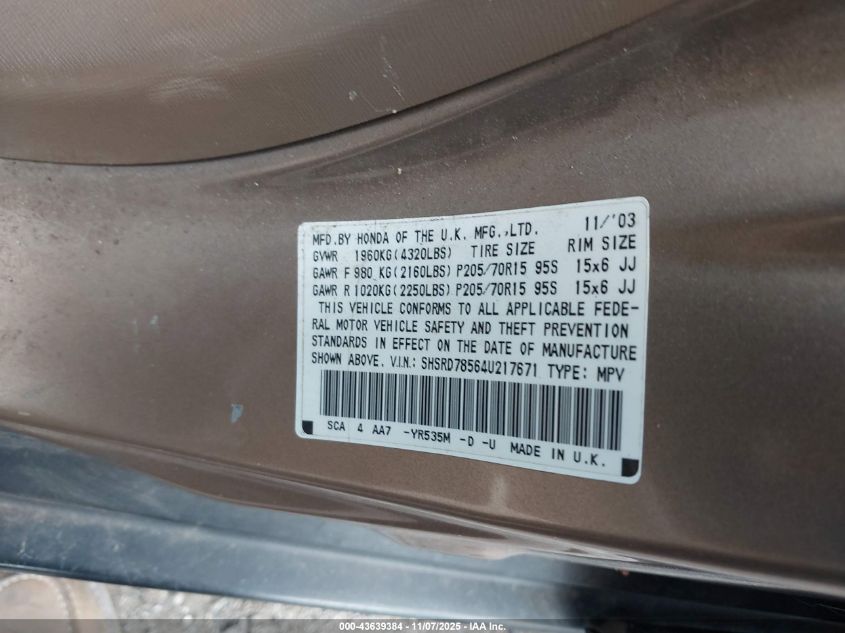 11/'03
MFD.BY HONDA OF THE U.K. MFG.,LTD.
GVWR 1960KG(4320LBS) TIRE SIZE RIM SIZE
GAWR F 980 KG(2160LBS) P205/70R15 95S 15x6 JJ
GAWR R 1020KG(2250LBS) P205/70R15 95S 15x6 JJ
THIS VEHICLE CONFORMS TO ALL APPLICABLE FEDE-
RAL MOTOR VEHICLE SAFETY AND THEFT PREVENTION
STANDARDS IN EFFECT ON THE DATE OF MANUFACTURE
SHOWN ABOVE. V.I.N.: SHSRD78564U217671 TYPE: MPV
SCA 4 AA7 -YR535M -D -U MADE IN U.K.
000-43639384 - 11/07/2025 - IAA Inc.